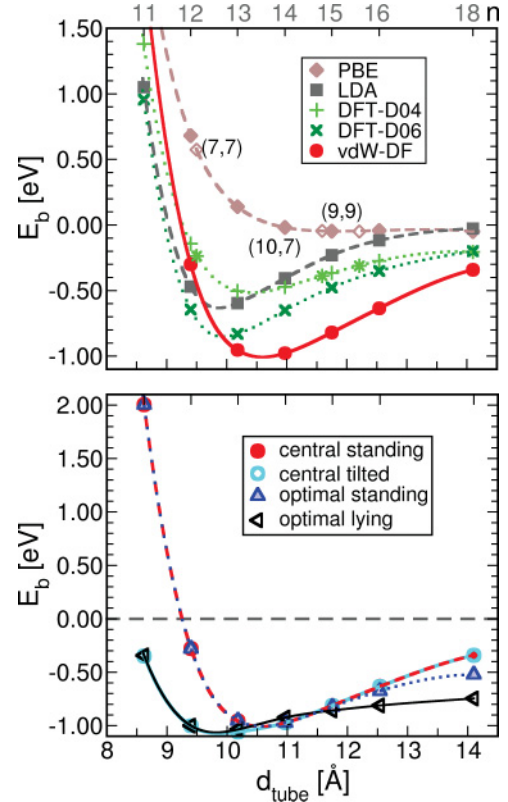 11 12 13 14 15 16 18 n
1.50
1.00
0.50
0.00
-0.50
-1.00
E_b [eV]
PBE
LDA
DFT-D04
DFT-D06
vdW-DF
(7,7)
(9,9)
(10,7)
2.00
1.50
1.00
0.50
0.00
-0.50
-1.00
E_b [eV]
central standing
central tilted
optimal standing
optimal lying
8 9 10 11 12 13 14
d_tube [Å]